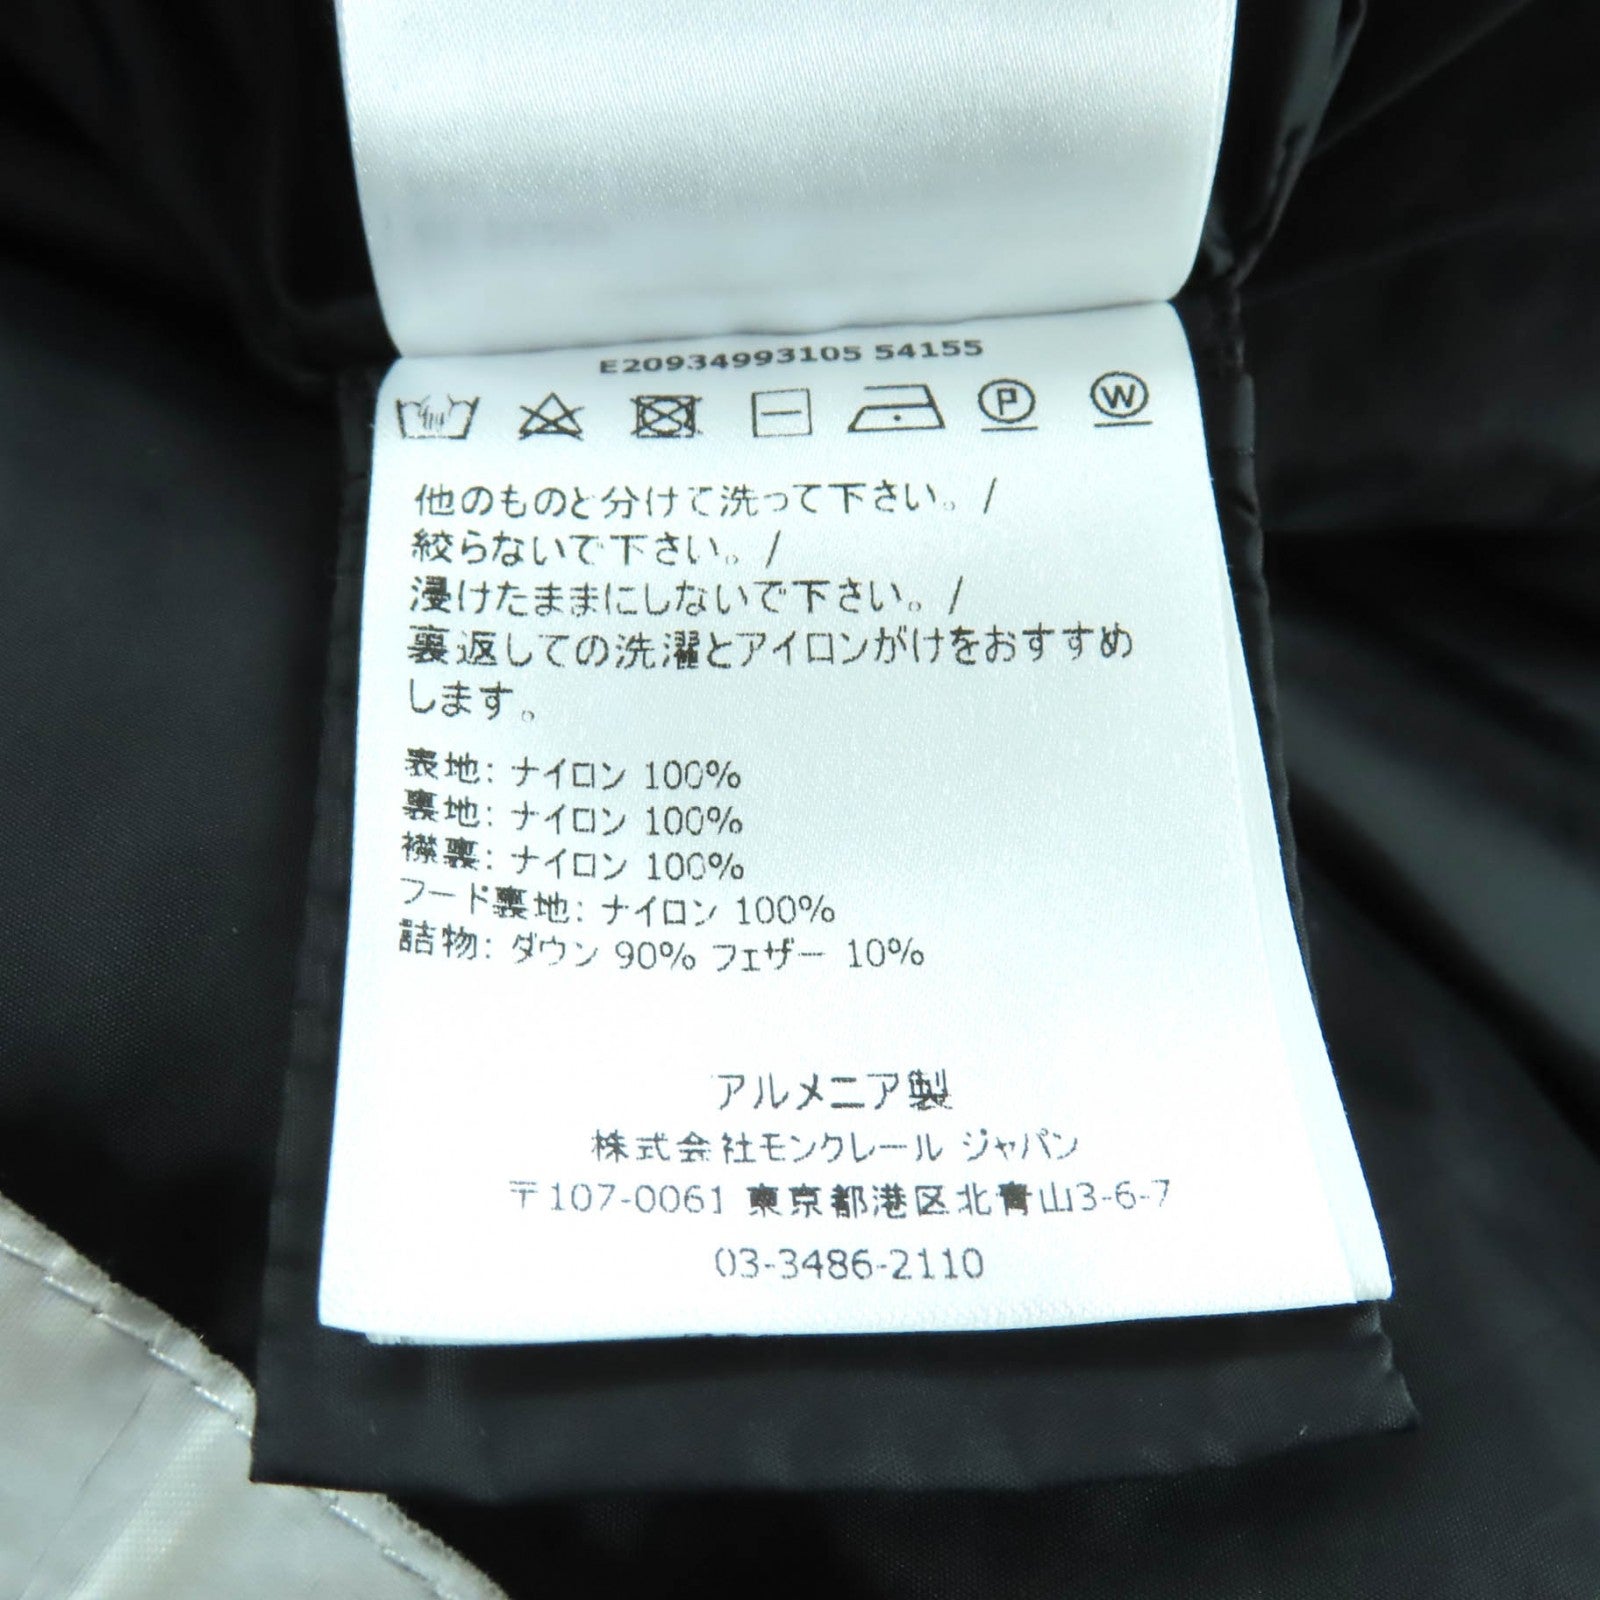 E20934993105 54155
P W
他のものと分けて洗って下さい。/
絞らないで下さい。/
浸けたままにしないで下さい。/
裏返しての洗濯とアイロンがけをおすすめ
します。
表地: ナイロン 100%
裏地: ナイロン 100%
襟裏: ナイロン 100%
フード裏地: ナイロン 100%
詰物: ダウン 90% フェザー 10%
アルメニア製
株式会社モンクレール ジャパン
〒107-0061 東京都港区北青山3-6-7
03-3486-2110